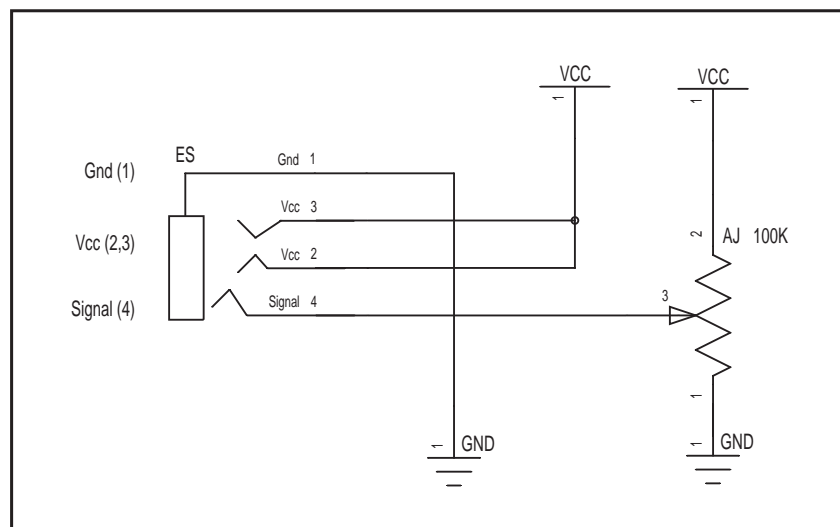 VCC
VCC
1
1
ES
Gnd (1)
Gnd 1
Vcc 3
Vcc (2,3)
2
AJ 100K
Vcc 2
Signal (4)
Signal 4
3
1
1 GND
1 GND